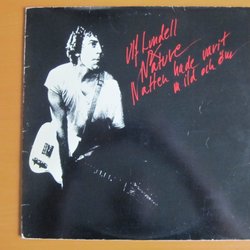 Ulf Lundell
&
Nature
Natten hade varit
mild och öm